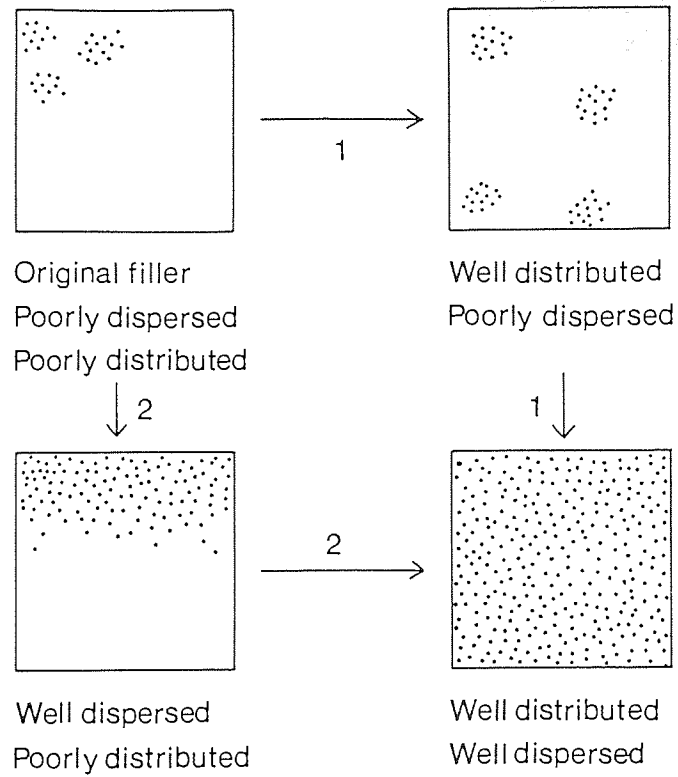 1
Original filler
Poorly dispersed
Poorly distributed
Well distributed
Poorly dispersed
2
1
2
Well dispersed
Poorly distributed
Well distributed
Well dispersed